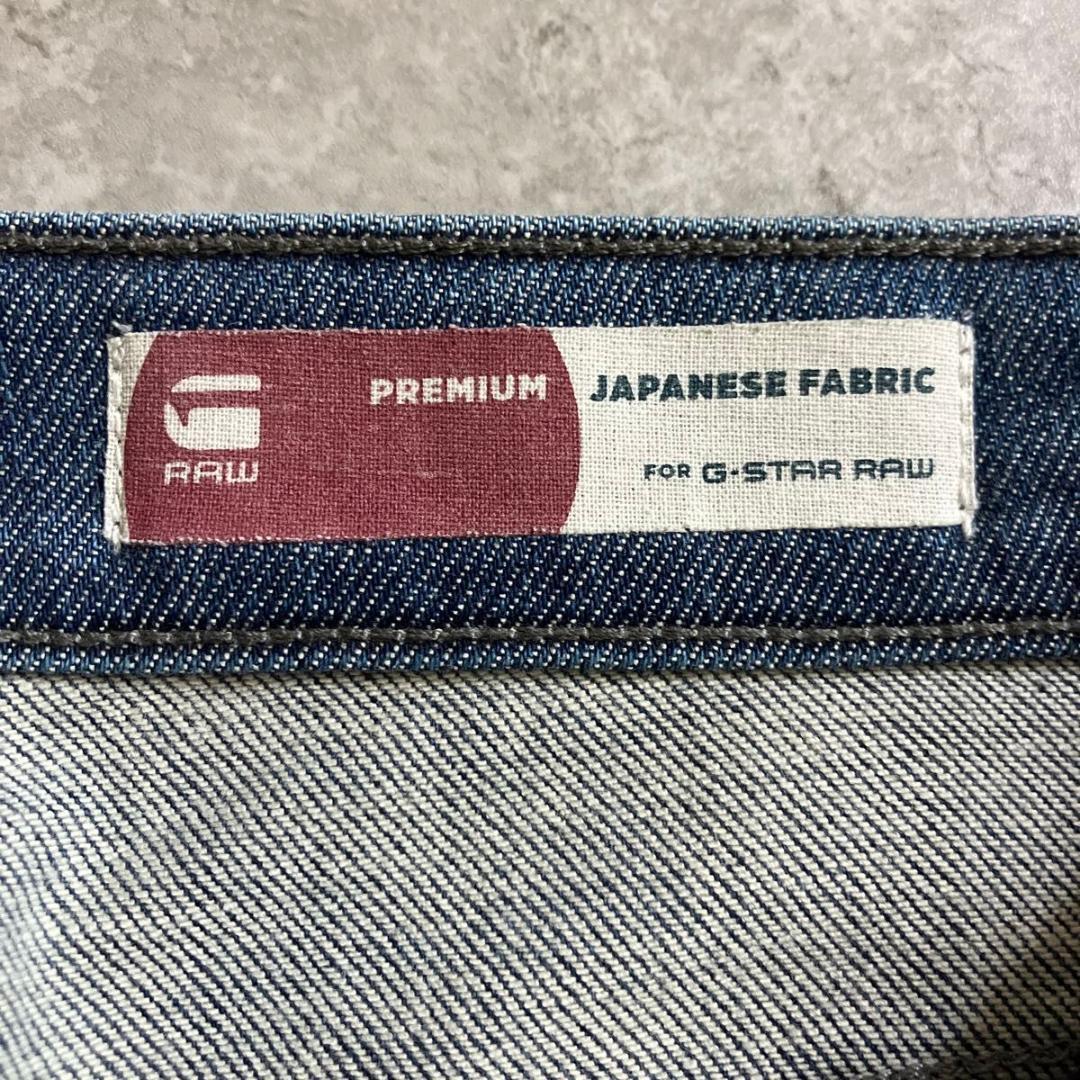 G
RAW
PREMIUM JAPANESE FABRIC
FOR G-STAR RAW